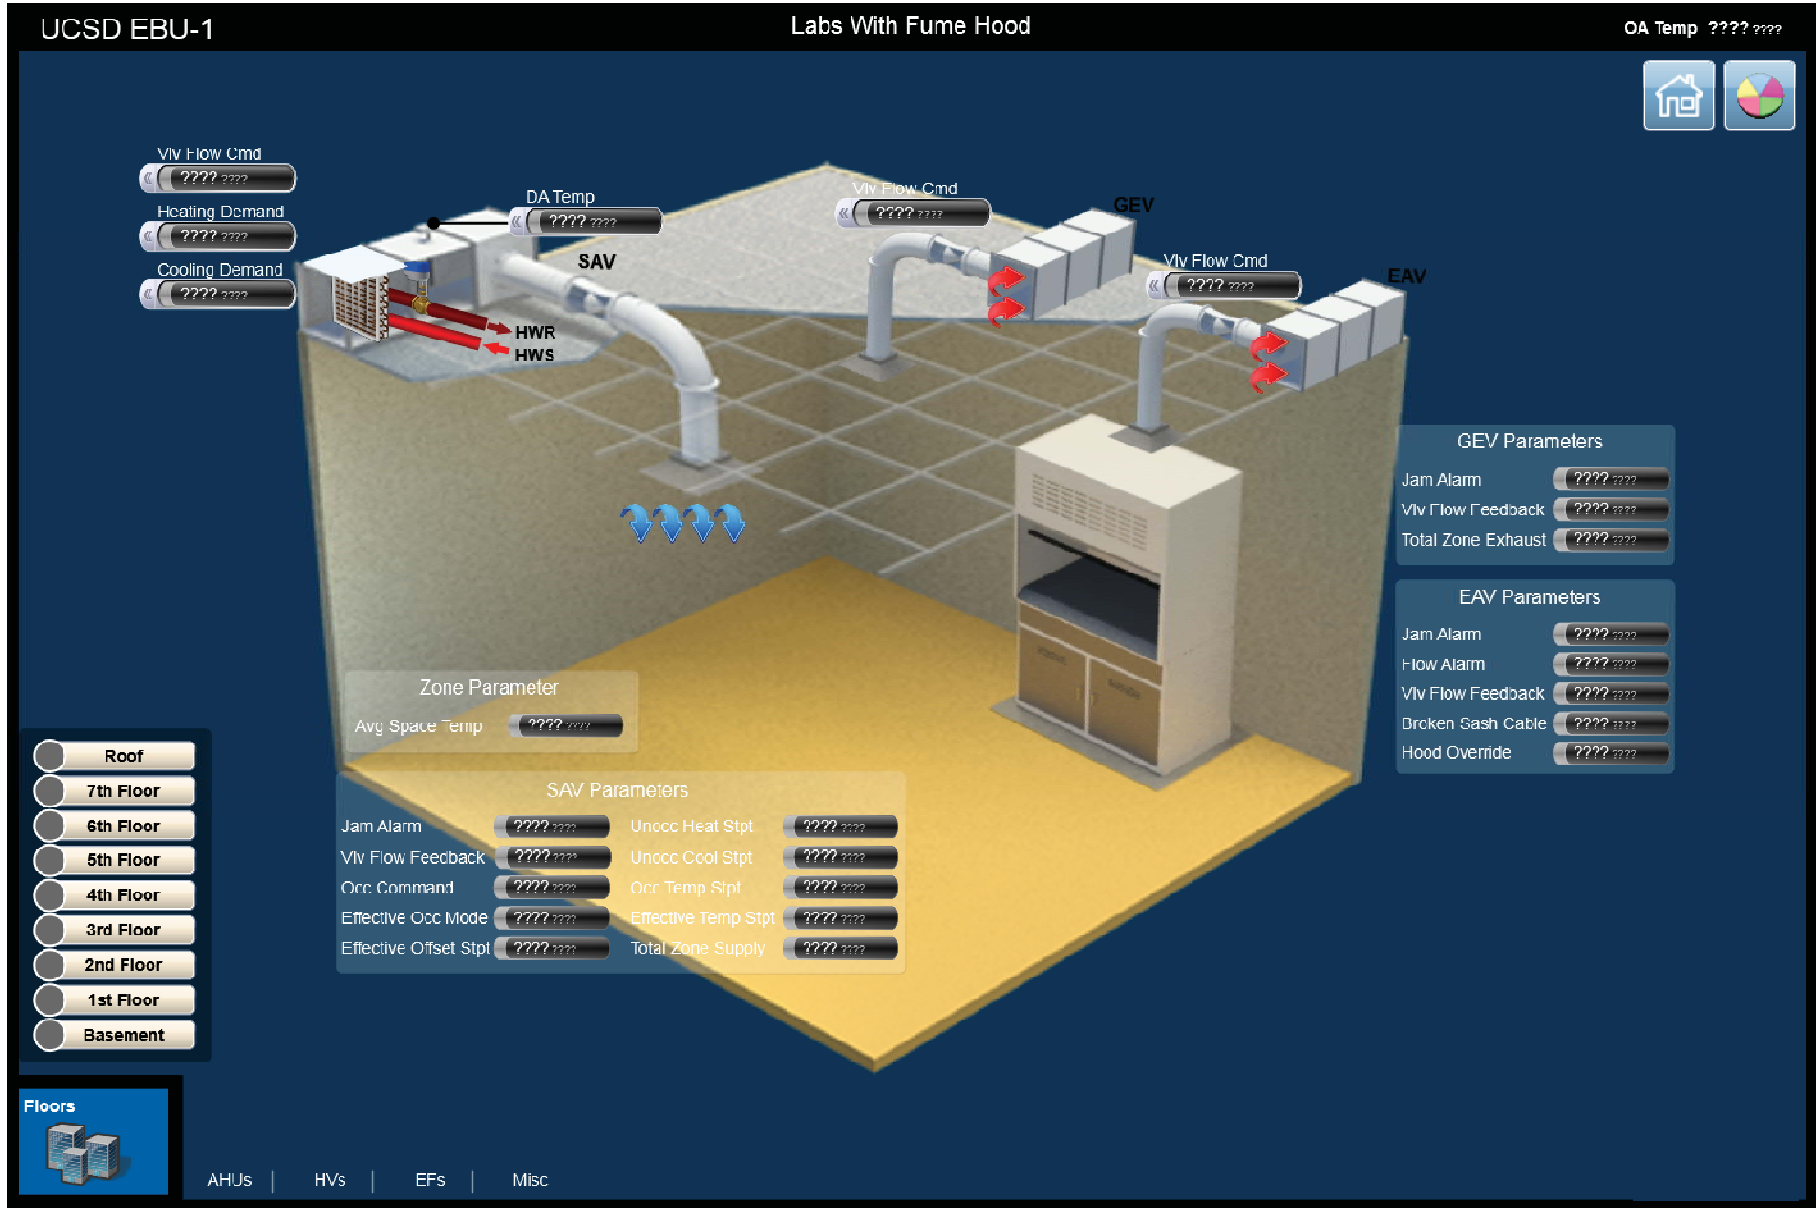 UCSD EBU-1
Labs With Fume Hood
OA Temp ???? ????
Vlv Flow Cmd
???? ????
Heating Demand
???? ????
Cooling Demand
???? ????
DA Temp
???? ????
SAV
HWR
HWS
Vlv Flow Cmd
???? ????
GEV
Vlv Flow Cmd
???? ????
EAV
GEV Parameters
Jam Alarm ???? ????
Vlv Flow Feedback ???? ????
Total Zone Exhaust ???? ????
EAV Parameters
Jam Alarm ???? ????
Flow Alarm ???? ????
Vlv Flow Feedback ???? ????
Broken Sash Cable ???? ????
Hood Override ???? ????
Zone Parameter
Avg Space Temp ???? ????
SAV Parameters
Jam Alarm ???? ???? Unocc Heat Stpt ???? ????
Vlv Flow Feedback ???? ???? Unocc Cool Stpt ???? ????
Occ Command ???? ???? Occ Temp Stpt ???? ????
Effective Occ Mode ???? ???? Effective Temp Stpt ???? ????
Effective Offset Stpt ???? ???? Total Zone Supply ???? ????
Roof
7th Floor
6th Floor
5th Floor
4th Floor
3rd Floor
2nd Floor
1st Floor
Basement
Floors
AHUs | HVs | EFs | Misc